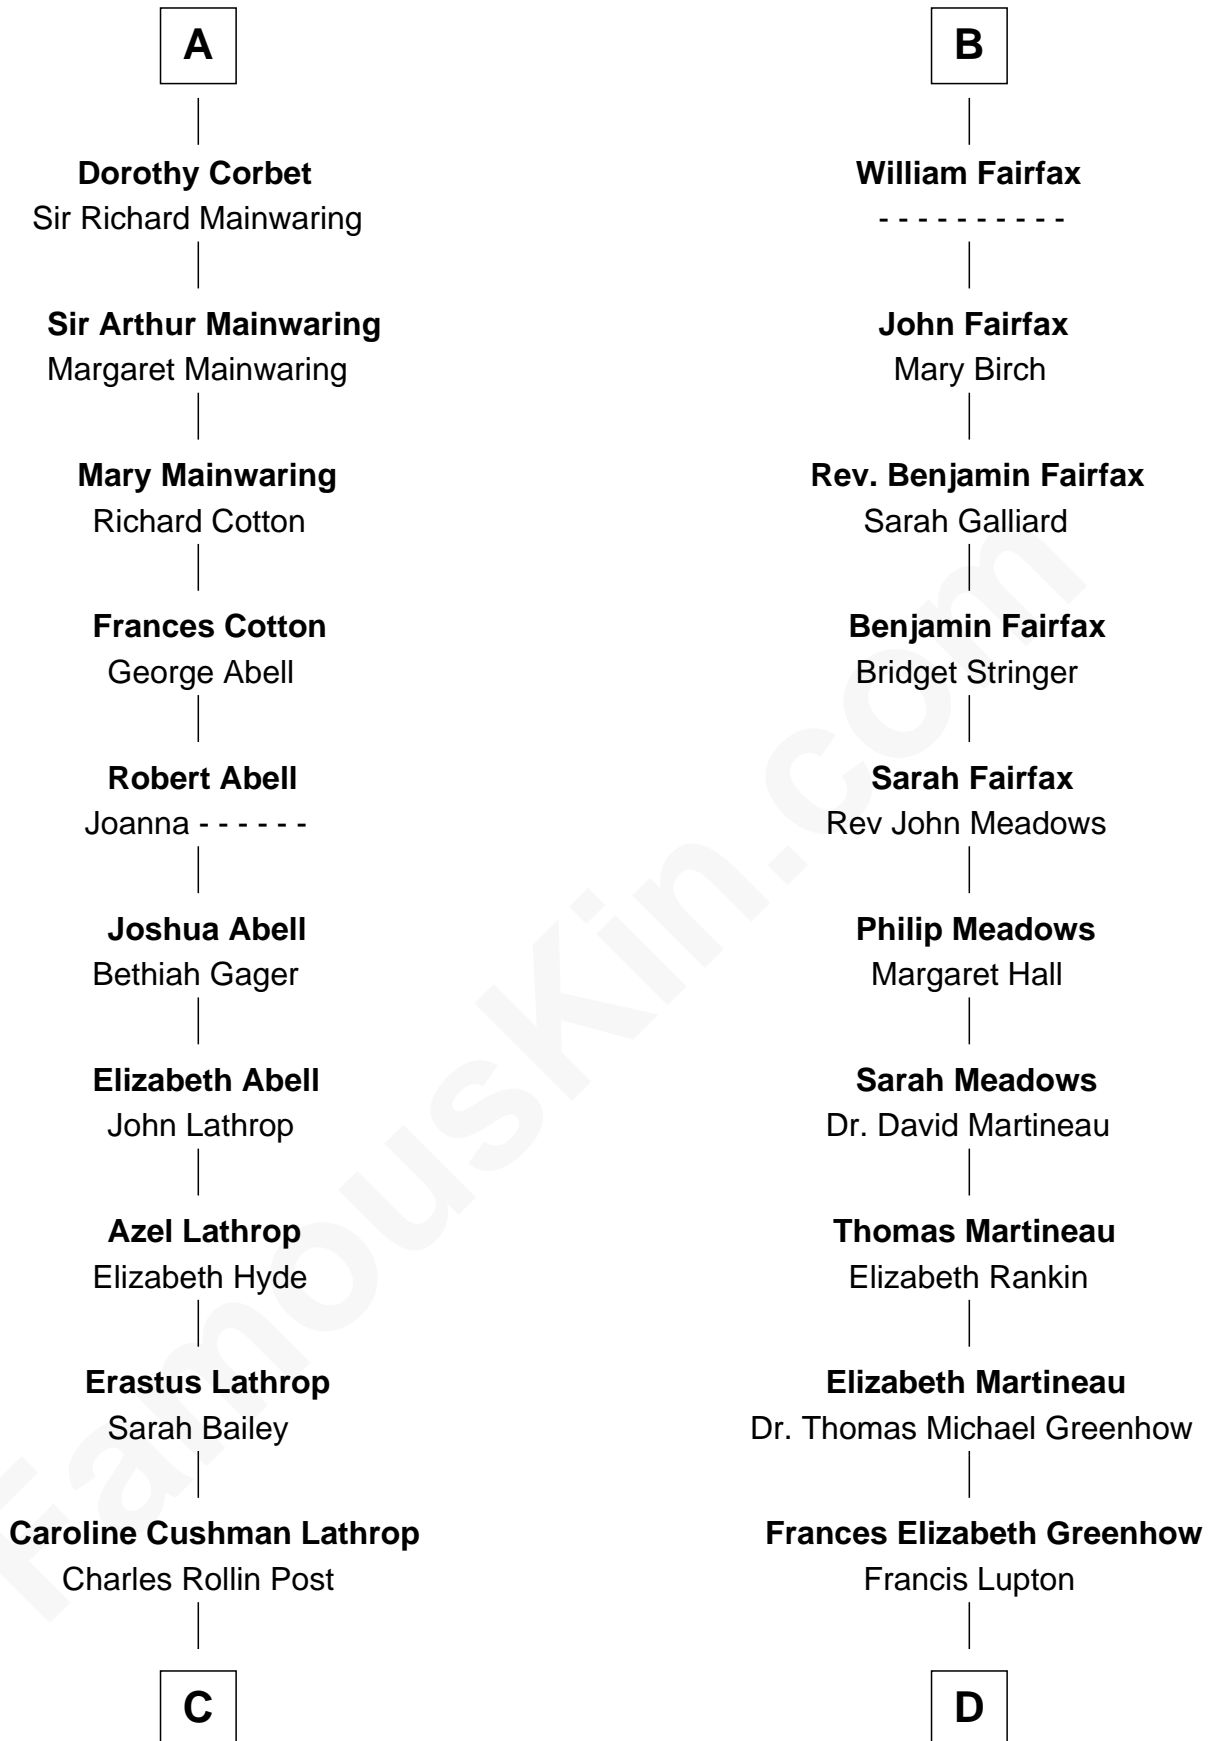 A
Dorothy Corbet
Sir Richard Mainwaring
Sir Arthur Mainwaring
Margaret Mainwaring
Mary Mainwaring
Richard Cotton
Frances Cotton
George Abell
Robert Abell
Joanna - - - - - -
Joshua Abell
Bethiah Gager
Elizabeth Abell
John Lathrop
Azel Lathrop
Elizabeth Hyde
Erastus Lathrop
Sarah Bailey
Caroline Cushman Lathrop
Charles Rollin Post
C
B
William Fairfax
- - - - - - - - - -
John Fairfax
Mary Birch
Rev. Benjamin Fairfax
Sarah Galliard
Benjamin Fairfax
Bridget Stringer
Sarah Fairfax
Rev John Meadows
Philip Meadows
Margaret Hall
Sarah Meadows
Dr. David Martineau
Thomas Martineau
Elizabeth Rankin
Elizabeth Martineau
Dr. Thomas Michael Greenhow
Frances Elizabeth Greenhow
Francis Lupton
D
FamousKin.com